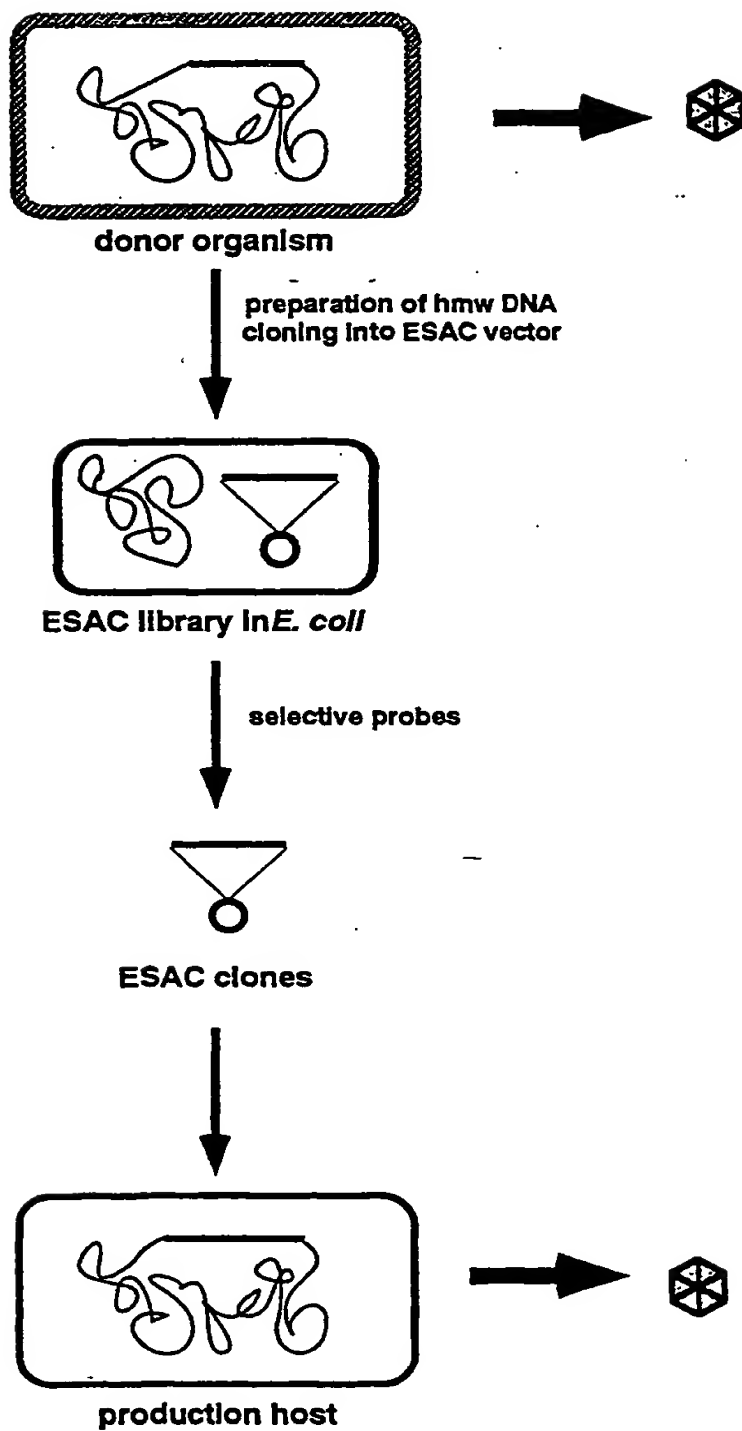 donor organism
preparation of hmw DNA
cloning into ESAC vector
ESAC library in E. coli
selective probes
ESAC clones
production host